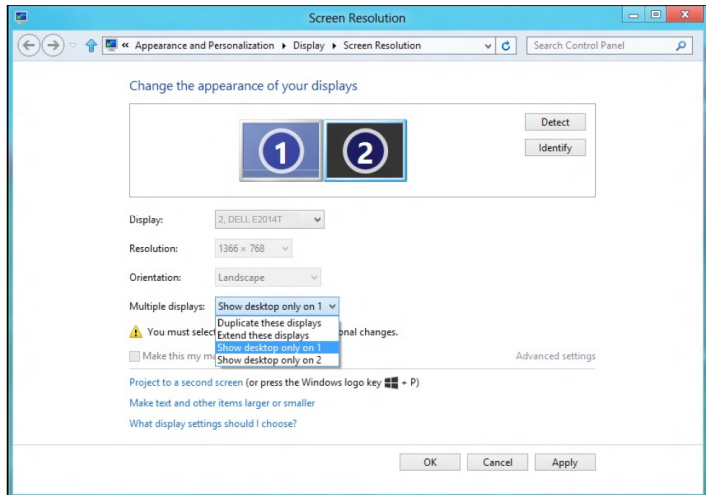 Screen Resolution
« Appearance and Personalization ▸ Display ▸ Screen Resolution
Search Control Panel
Change the appearance of your displays
1 2
Detect
Identify
Display: 2, DELL E2014T
Resolution: 1366 × 768
Orientation: Landscape
Multiple displays: Show desktop only on 1
Duplicate these displays
You must selec
Extend these displays
onal changes.
Show desktop only on 1
Make this my m
Show desktop only on 2
Advanced settings
Project to a second screen (or press the Windows logo key + P)
Make text and other items larger or smaller
What display settings should I choose?
OK Cancel Apply